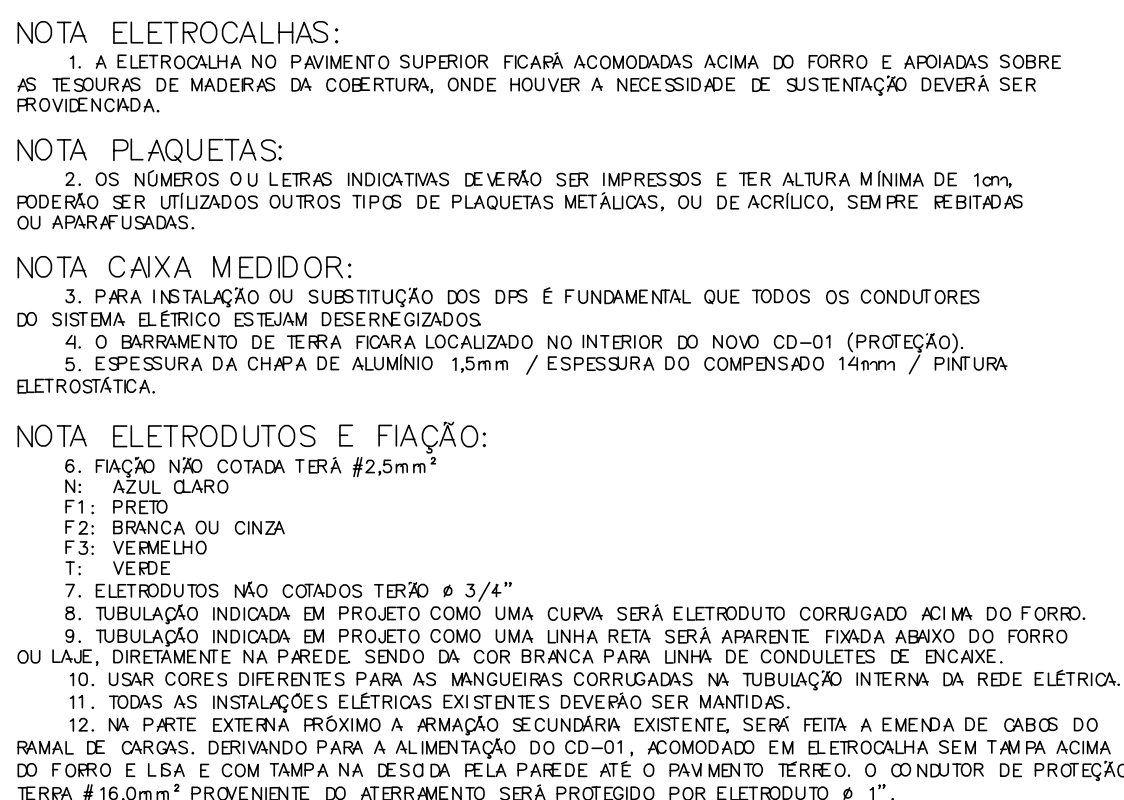 NOTA ELETROCALHAS:
1. A ELETROCALHA NO PAVIMENTO SUPERIOR FICARÁ ACOMODADAS ACIMA DO FORRO E APOIADAS SOBRE
AS TESOURAS DE MADEIRAS DA COBERTURA, ONDE HOUVER A NECESSIDADE DE SUSTENTAÇÃO DEVERÁ SER
PROVIDENCIADA.
NOTA PLAQUETAS:
2. OS NÚMEROS OU LETRAS INDICATIVAS DEVERÃO SER IMPRESSOS E TER ALTURA MÍNIMA DE 1cm,
PODERÃO SER UTÍLIZADOS OUTROS TIPOS DE PLAQUETAS METÁLICAS, OU DE ACRÍLICO, SEMPRE REBITADAS
OU APARAFUSADAS.
NOTA CAIXA MEDIDOR:
3. PARA INSTALAÇÃO OU SUBSTITUÇÃO DOS DPS É FUNDAMENTAL QUE TODOS OS CONDUTORES
DO SISTEMA ELÉTRICO ESTEJAM DESERNEGIZADOS.
4. O BARRAMENTO DE TERRA FICARA LOCALIZADO NO INTERIOR DO NOVO CD-01 (PROTEÇÃO).
5. ESPESSURA DA CHAPA DE ALUMÍNIO 1,5mm / ESPESSURA DO COMPENSADO 14mm / PINTURA
ELETROSTÁTICA.
NOTA ELETRODUTOS E FIAÇÃO:
6. FIAÇÃO NÃO COTADA TERÁ #2,5mm²
N: AZUL CLARO
F1: PRETO
F2: BRANCA OU CINZA
F3: VERMELHO
T: VERDE
7. ELETRODUTOS NÃO COTADOS TERÃO ø 3/4"
8. TUBULAÇÃO INDICADA EM PROJETO COMO UMA CURVA SERÁ ELETRODUTO CORRUGADO ACIMA DO FORRO.
9. TUBULAÇÃO INDICADA EM PROJETO COMO UMA LINHA RETA SERÁ APARENTE FIXADA ABAIXO DO FORRO
OU LAJE, DIRETAMENTE NA PAREDE. SENDO DA COR BRANCA PARA LINHA DE CONDULETES DE ENCAIXE.
10. USAR CORES DIFERENTES PARA AS MANGUEIRAS CORRUGADAS NA TUBULAÇÃO INTERNA DA REDE ELÉTRICA.
11. TODAS AS INSTALAÇÕES ELÉTRICAS EXISTENTES DEVERÃO SER MANTIDAS.
12. NA PARTE EXTERNA PRÓXIMO A ARMAÇÃO SECUNDÁRIA EXISTENTE, SERÁ FEITA A EMENDA DE CABOS DO
RAMAL DE CARGAS. DERIVANDO PARA A ALIMENTAÇÃO DO CD-01, ACOMODADO EM ELETROCALHA SEM TAMPA ACIMA
DO FORRO E LISA E COM TAMPA NA DESCIDA PELA PAREDE ATÉ O PAVIMENTO TÉRREO. O CONDUTOR DE PROTEÇÃO
TERRA #16,0mm² PROVENIENTE DO ATERRAMENTO SERÁ PROTEGIDO POR ELETRODUTO ø 1".